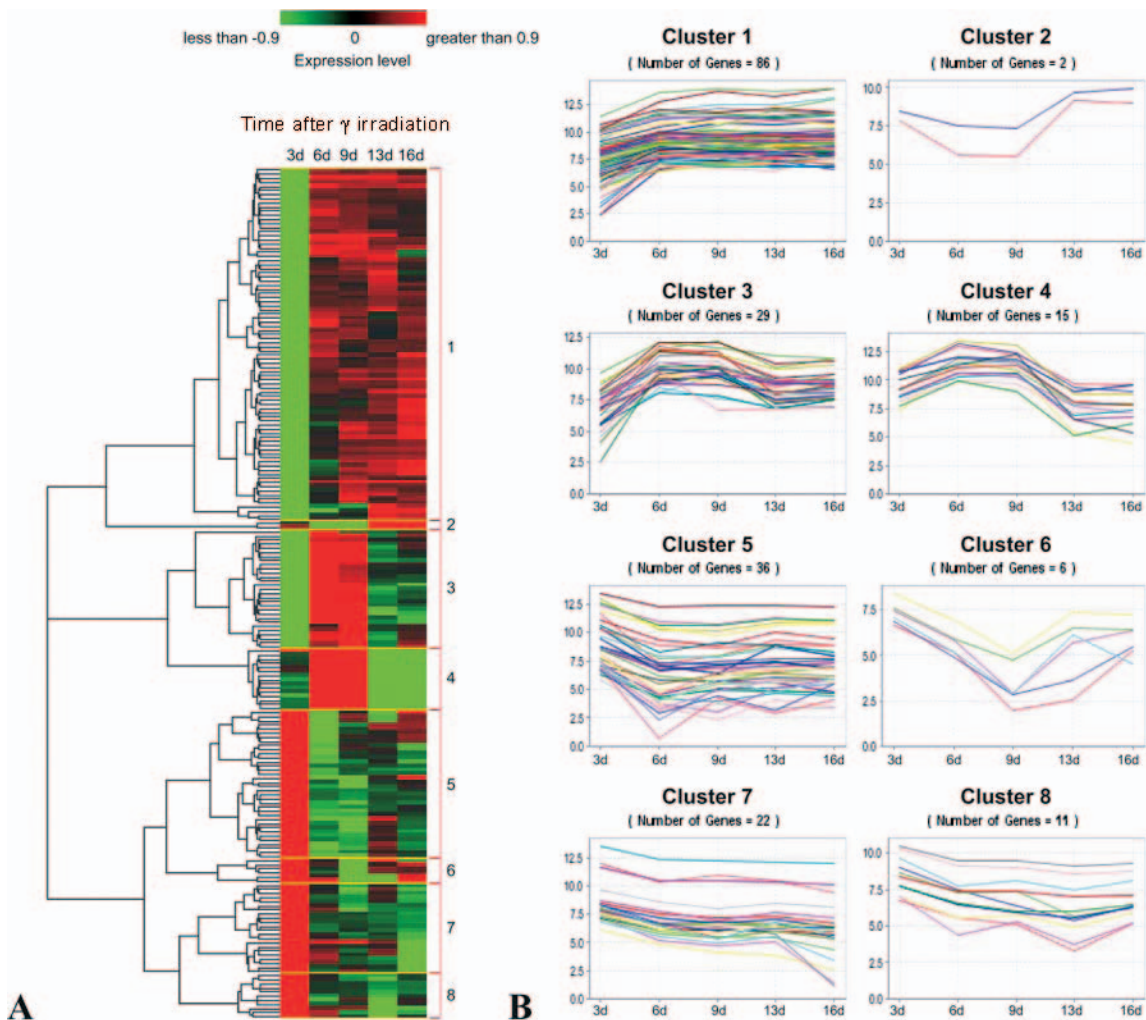 less than -0.9 0 greater than 0.9
Expression level
Time after γ irradiation
3d 6d 9d 13d 16d
1
2
3
4
5
6
7
8
A
Cluster 1
( Number of Genes = 86 )
12.5
10.0
7.5
5.0
2.5
0.0
3d 6d 9d 13d 16d
Cluster 2
( Number of Genes = 2 )
10.0
7.5
5.0
2.5
0.0
3d 6d 9d 13d 16d
Cluster 3
( Number of Genes = 29 )
12.5
10.0
7.5
5.0
2.5
0.0
3d 6d 9d 13d 16d
Cluster 4
( Number of Genes = 15 )
12.5
10.0
7.5
5.0
2.5
0.0
3d 6d 9d 13d 16d
Cluster 5
( Number of Genes = 36 )
12.5
10.0
7.5
5.0
2.5
0.0
3d 6d 9d 13d 16d
Cluster 6
( Number of Genes = 6 )
7.5
5.0
2.5
0.0
3d 6d 9d 13d 16d
Cluster 7
( Number of Genes = 22 )
12.5
10.0
7.5
5.0
2.5
0.0
3d 6d 9d 13d 16d
Cluster 8
( Number of Genes = 11 )
10.0
7.5
5.0
2.5
0.0
3d 6d 9d 13d 16d
B